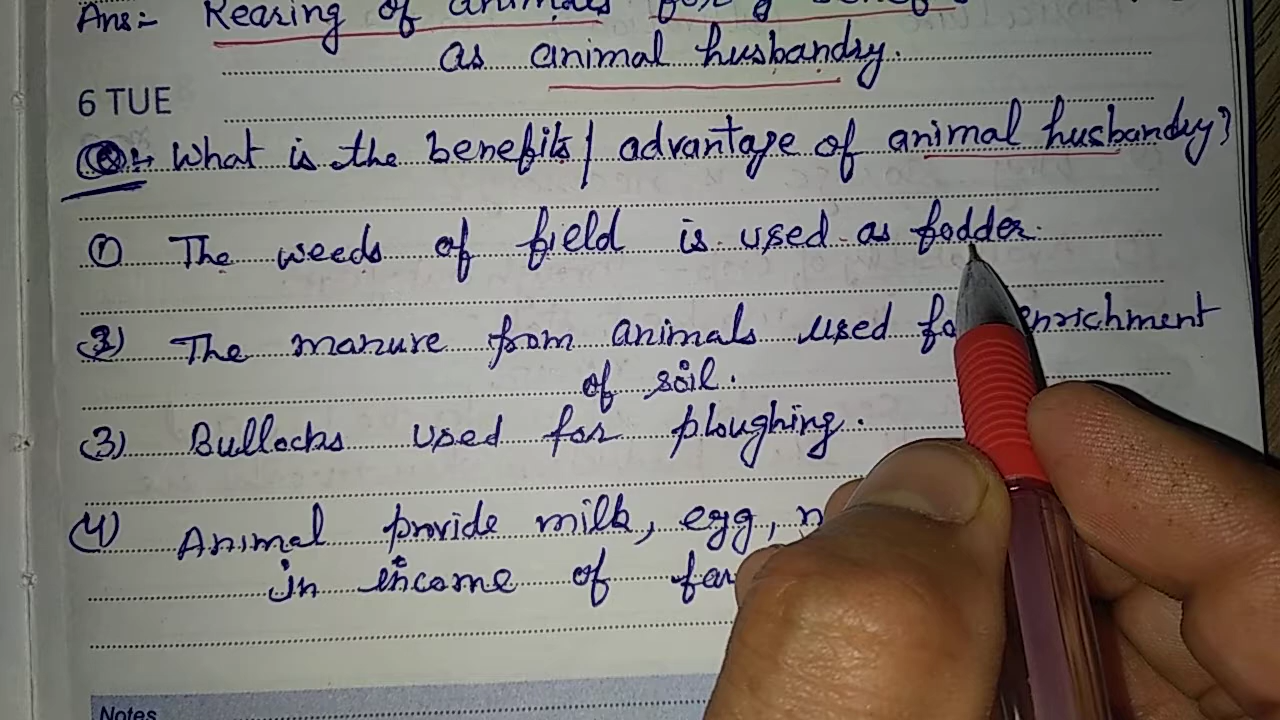 Ans:- Rearing of animals for
as animal husbandry.
6 TUE
Q:- What is the benefits/ advantage of animal husbandry?
① The weeds of field is used as fodder.
(2) The manure from animals used for enrichment
of soil.
(3) Bullocks used for ploughing.
(4) Animal provide milk, egg,
in income of
Notes